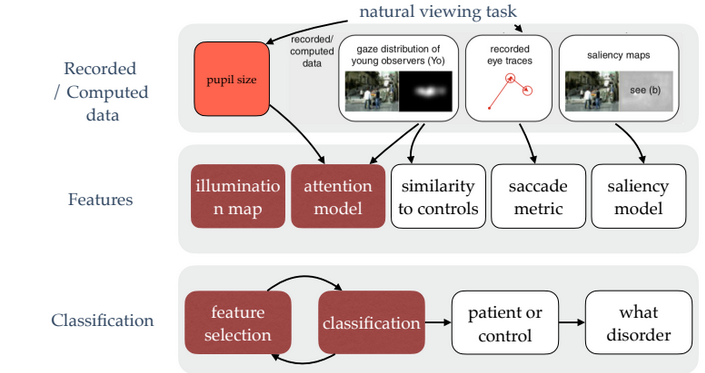 natural viewing task
Recorded
/ Computed
data
pupil size
recorded/
computed
data
gaze distribution of
young observers (Yo)
recorded
eye traces
saliency maps
see (b)
Features
illuminatio
n map
attention
model
similarity
to controls
saccade
metric
saliency
model
Classification
feature
selection
classification
patient or
control
what
disorder